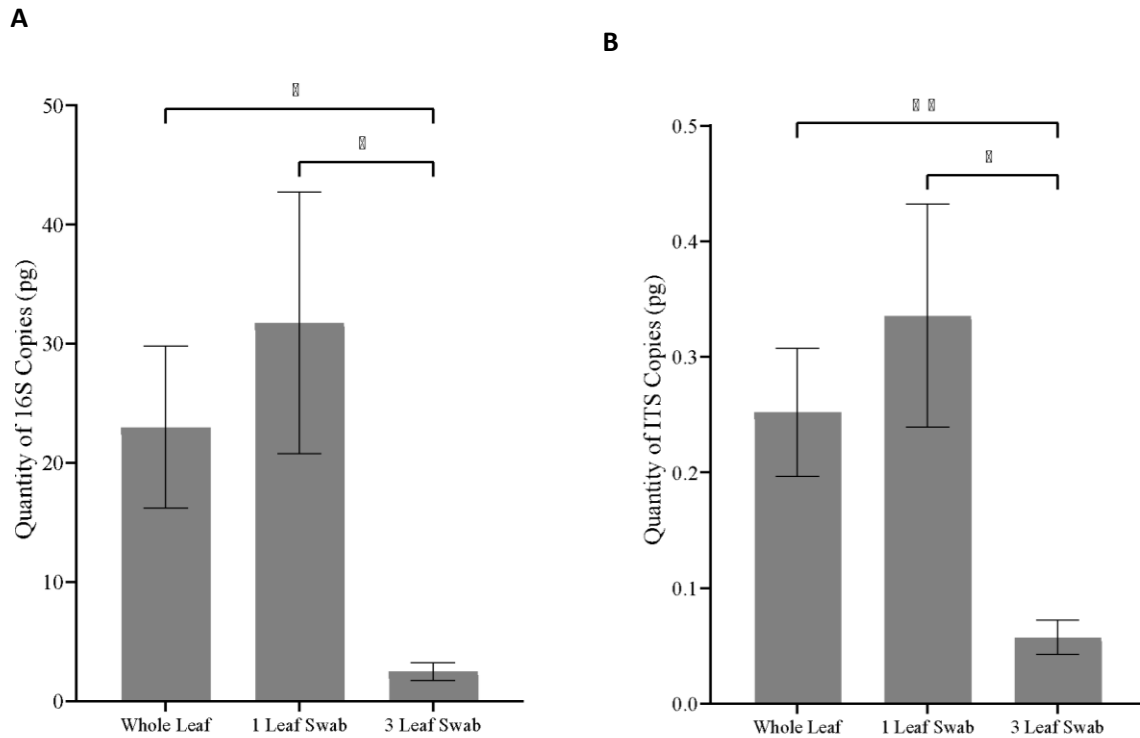 A
Quantity of 16S Copies (pg)
50
40
30
20
10
0
Whole Leaf 1 Leaf Swab 3 Leaf Swab
B
Quantity of ITS Copies (pg)
0.5
0.4
0.3
0.2
0.1
0.0
Whole Leaf 1 Leaf Swab 3 Leaf Swab